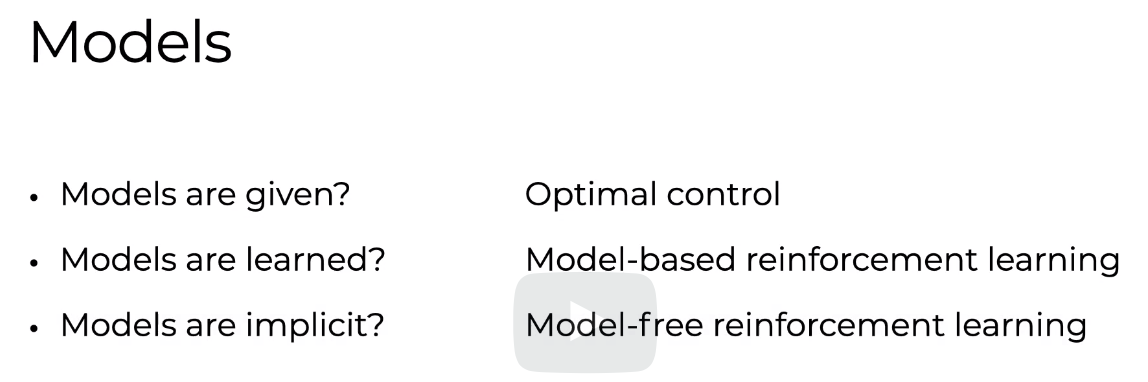 Models
• Models are given? Optimal control
• Models are learned? Model-based reinforcement learning
• Models are implicit? Model-free reinforcement learning